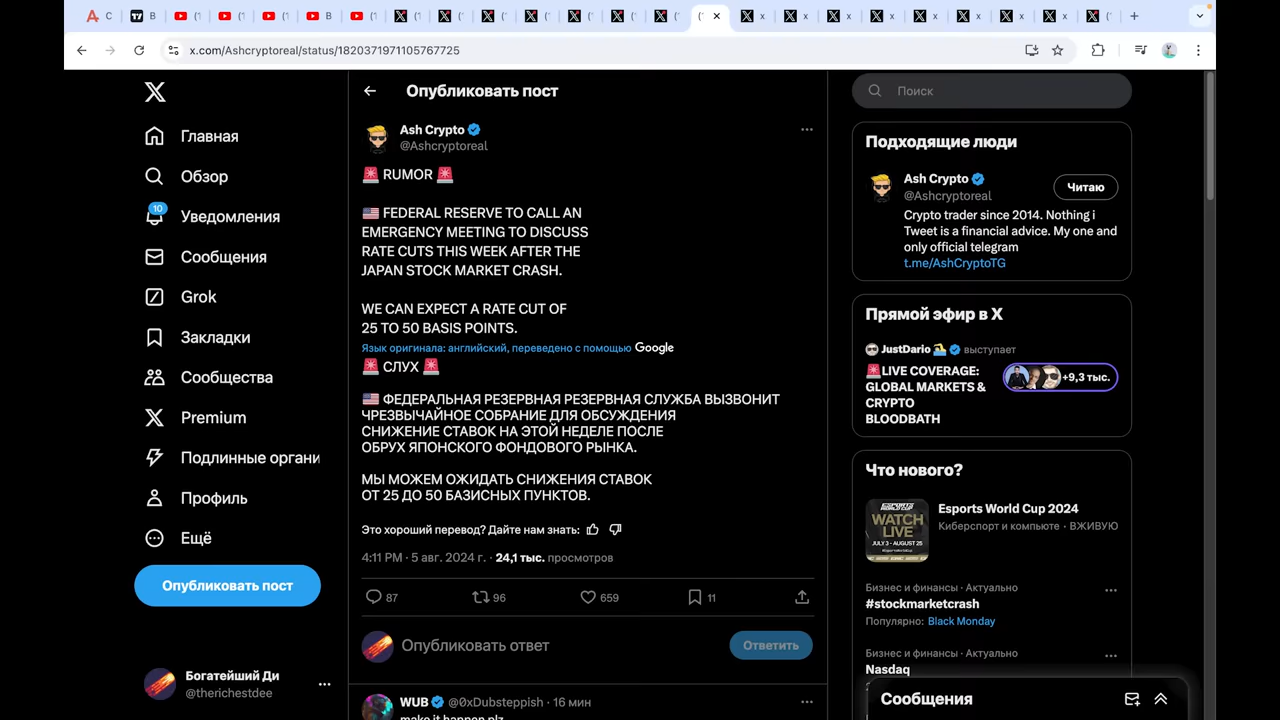 x.com/Ashcryptoreal/status/1820371971105767725
Опубликовать пост
Поиск
Главная
Обзор
10
Уведомления
Сообщения
Grok
Закладки
Сообщества
Premium
Подлинные органи
Профиль
Ещё
Опубликовать пост
Богатейший Ди
@therichestdee
Ash Crypto
@Ashcryptoreal
RUMOR
FEDERAL RESERVE TO CALL AN
EMERGENCY MEETING TO DISCUSS
RATE CUTS THIS WEEK AFTER THE
JAPAN STOCK MARKET CRASH.
WE CAN EXPECT A RATE CUT OF
25 TO 50 BASIS POINTS.
Язык оригинала: английский, переведено с помощью Google
СЛУХ
ФЕДЕРАЛЬНАЯ РЕЗЕРВНАЯ РЕЗЕРВНАЯ СЛУЖБА ВЫЗОВНИТ
ЧРЕЗВЫЧАЙНОЕ СОБРАНИЕ ДЛЯ ОБСУЖДЕНИЯ
СНИЖЕНИЕ СТАВОК НА ЭТОЙ НЕДЕЛЕ ПОСЛЕ
ОБРУХ ЯПОНСКОГО ФОНДОВОГО РЫНКА.
МЫ МОЖЕМ ОЖИДАТЬ СНИЖЕНИЯ СТАВОК
ОТ 25 ДО 50 БАЗИСНЫХ ПУНКТОВ.
Это хороший перевод? Дайте нам знать:
4:11 PM · 5 авг. 2024 г. · 24,1 тыс. просмотров
87 96 659 11
Опубликовать ответ
Ответить
WUB @0xDubsteppish · 16 мин
make it happen plz
Подходящие люди
Ash Crypto
@Ashcryptoreal
Читаю
Crypto trader since 2014. Nothing i
Tweet is a financial advice. My one and
only official telegram
t.me/AshCryptoTG
Прямой эфир в X
JustDario выступает
LIVE COVERAGE:
GLOBAL MARKETS &
CRYPTO
BLOODBATH
+9,3 тыс.
Что нового?
WATCH
LIVE
JULY 3 - AUGUST 25
Esports World Cup 2024
Киберспорт и компьюте · ВЖИВУЮ
Бизнес и финансы · Актуально
#stockmarketcrash
Популярно: Black Monday
Бизнес и финансы · Актуально
Nasdaq
Сообщения